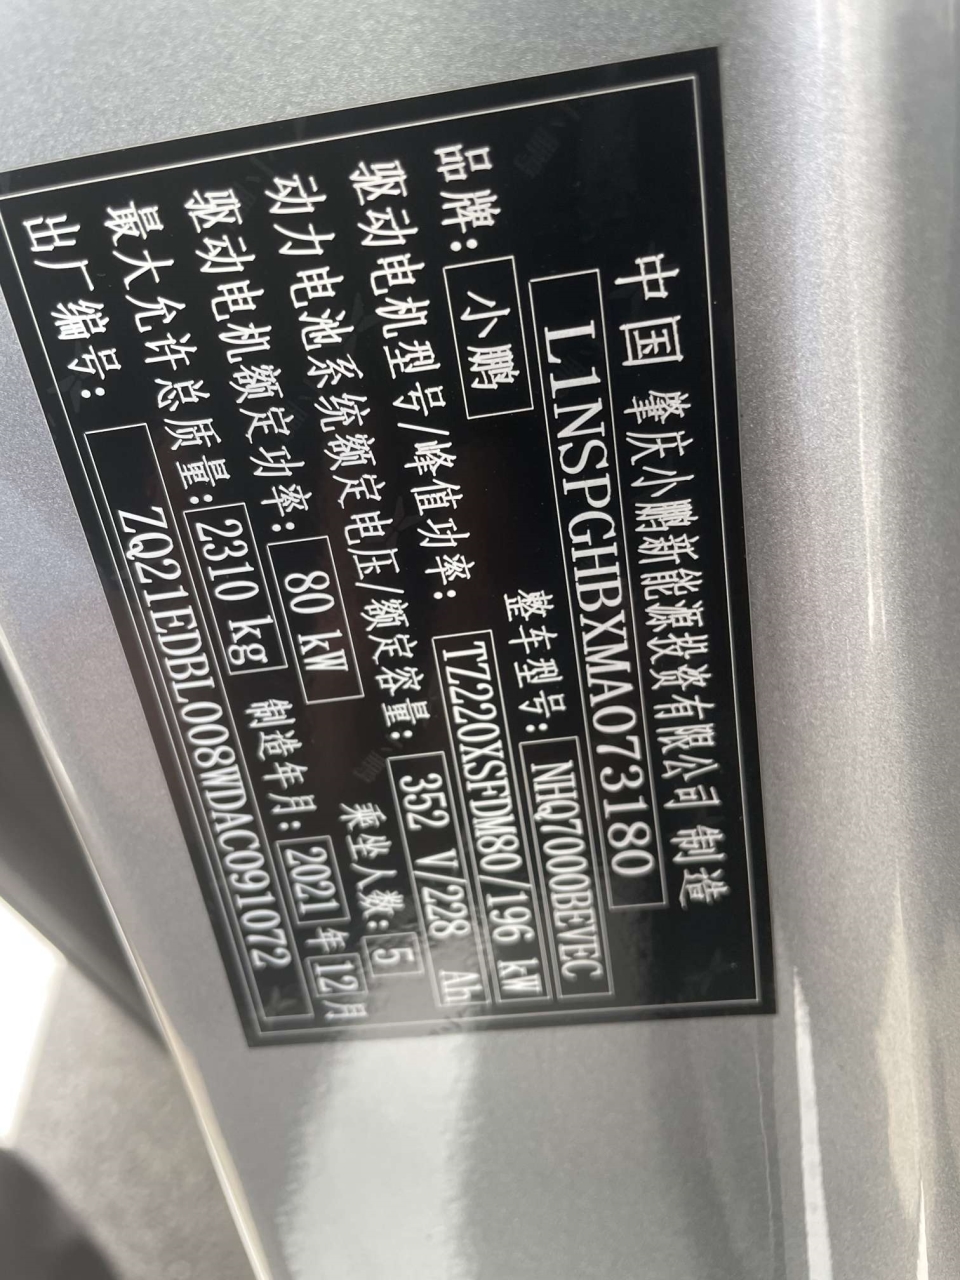 中国 肇庆小鹏新能源投资有限公司 制造
L1NSPGHBXMA073180
品牌: 小鹏 整车型号: NHQ7000BEVEC
驱动电机型号/峰值功率: TZ220XSFDM80/196 kW
动力电池系统额定电压/额定容量: 352 V/228 Ah
驱动电机额定功率: 80 kW 乘坐人数: 5
最大允许总质量: 2310 kg 制造年月: 2021年12月
出厂编号: ZQ21EDBL008WDAC091072